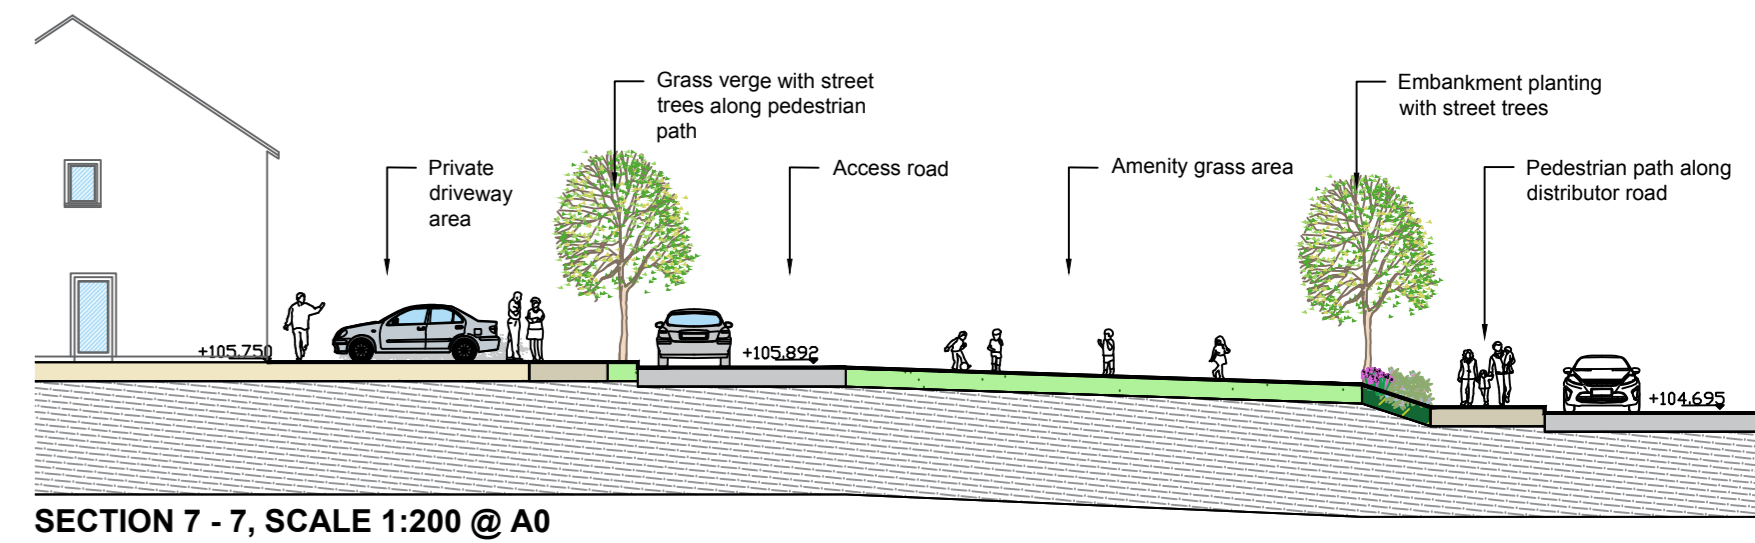 Grass verge with street
trees along pedestrian
path
Embankment planting
with street trees
Private
driveway
area
Access road
Amenity grass area
Pedestrian path along
distributor road
+105.750
+105.892
+104.695
SECTION 7 - 7, SCALE 1:200 @ A0